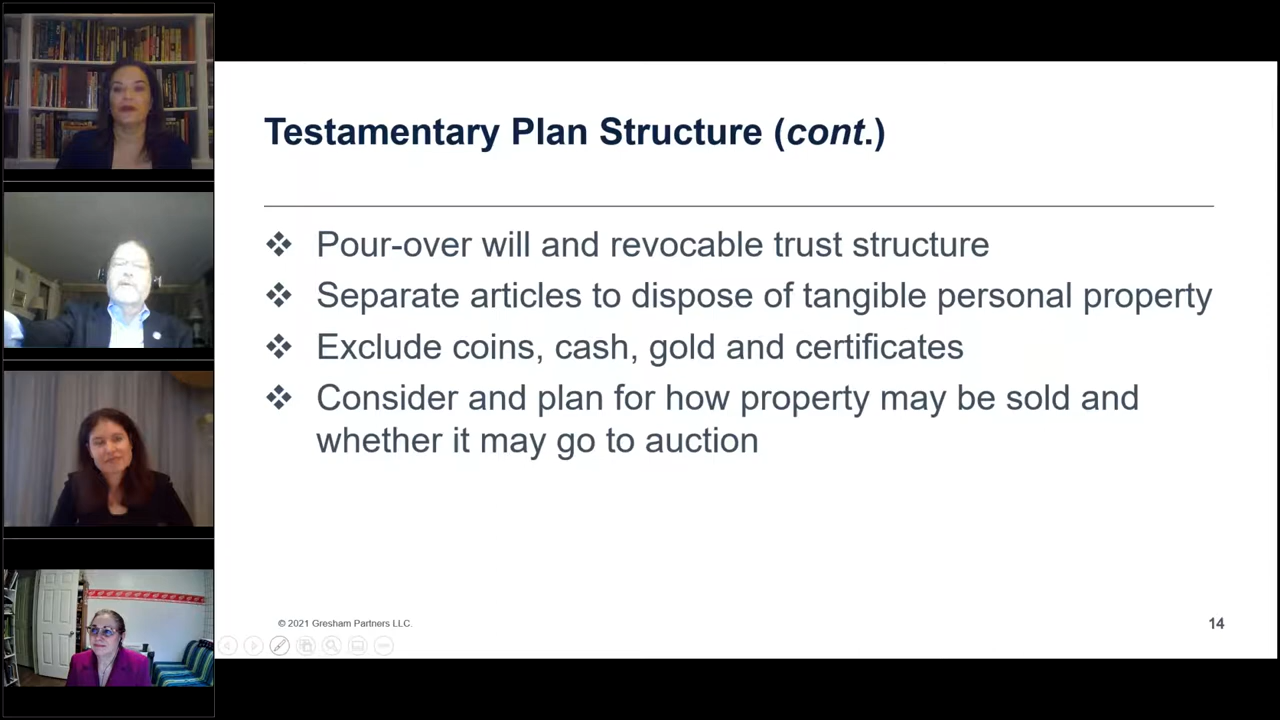 Testamentary Plan Structure (cont.)
❖ Pour-over will and revocable trust structure
❖ Separate articles to dispose of tangible personal property
❖ Exclude coins, cash, gold and certificates
❖ Consider and plan for how property may be sold and
whether it may go to auction
© 2021 Gresham Partners LLC.
14